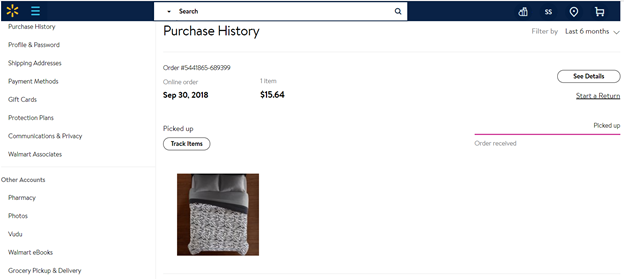 Search
SS
Purchase History
Profile & Password
Shipping Addresses
Payment Methods
Gift Cards
Protection Plans
Communications & Privacy
Walmart Associates
Other Accounts
Pharmacy
Photos
Vudu
Walmart eBooks
Grocery Pickup & Delivery
Purchase History
Filter by Last 6 months
Order #5441865-689399
Online order 1 Item
Sep 30, 2018 $15.64
See Details
Start a Return
Picked up
Track Items
Picked up
Order received